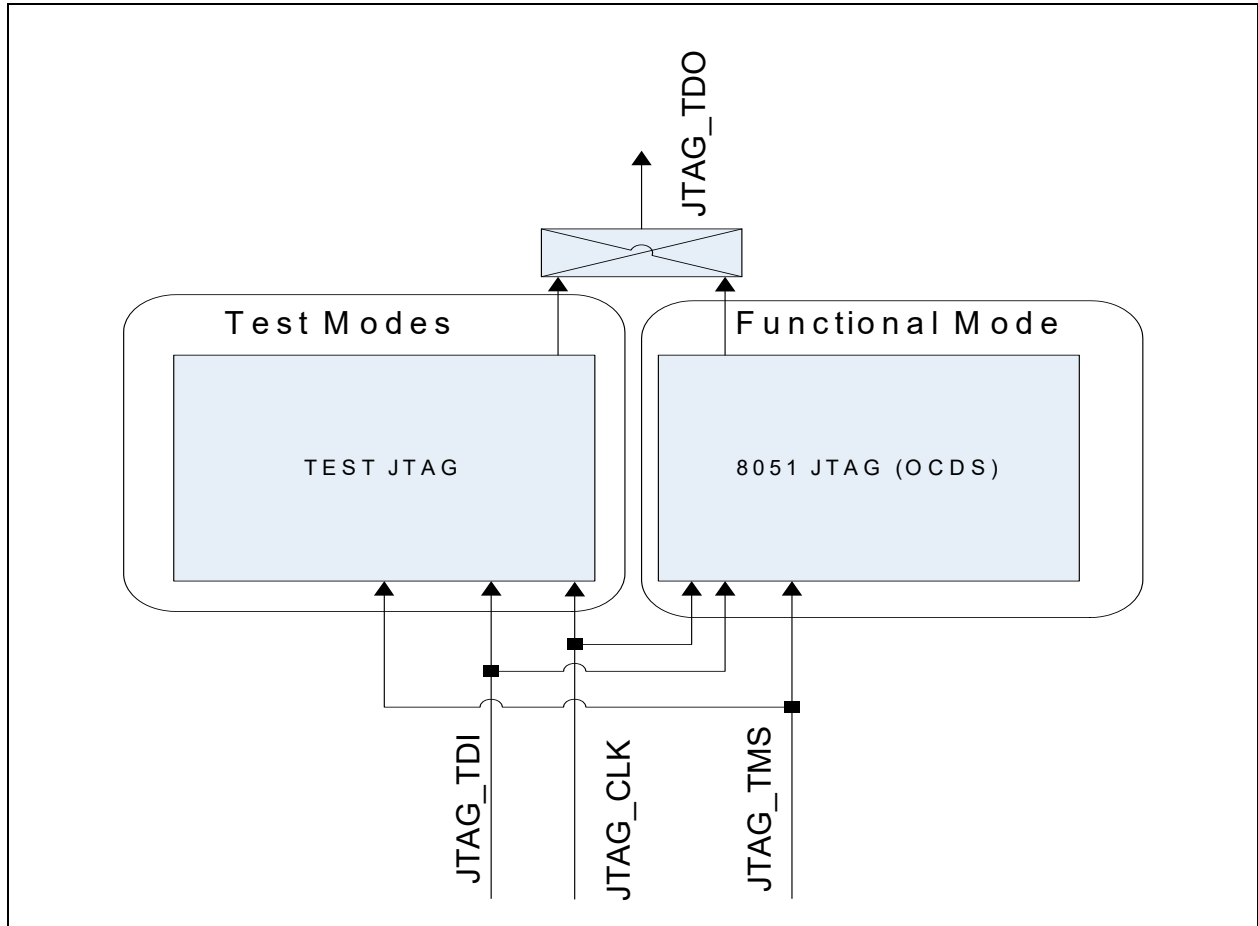 JTAG_TDO
Test Modes
Functional Mode
TEST JTAG
8051 JTAG (OCDS)
JTAG_TDI
JTAG_CLK
JTAG_TMS